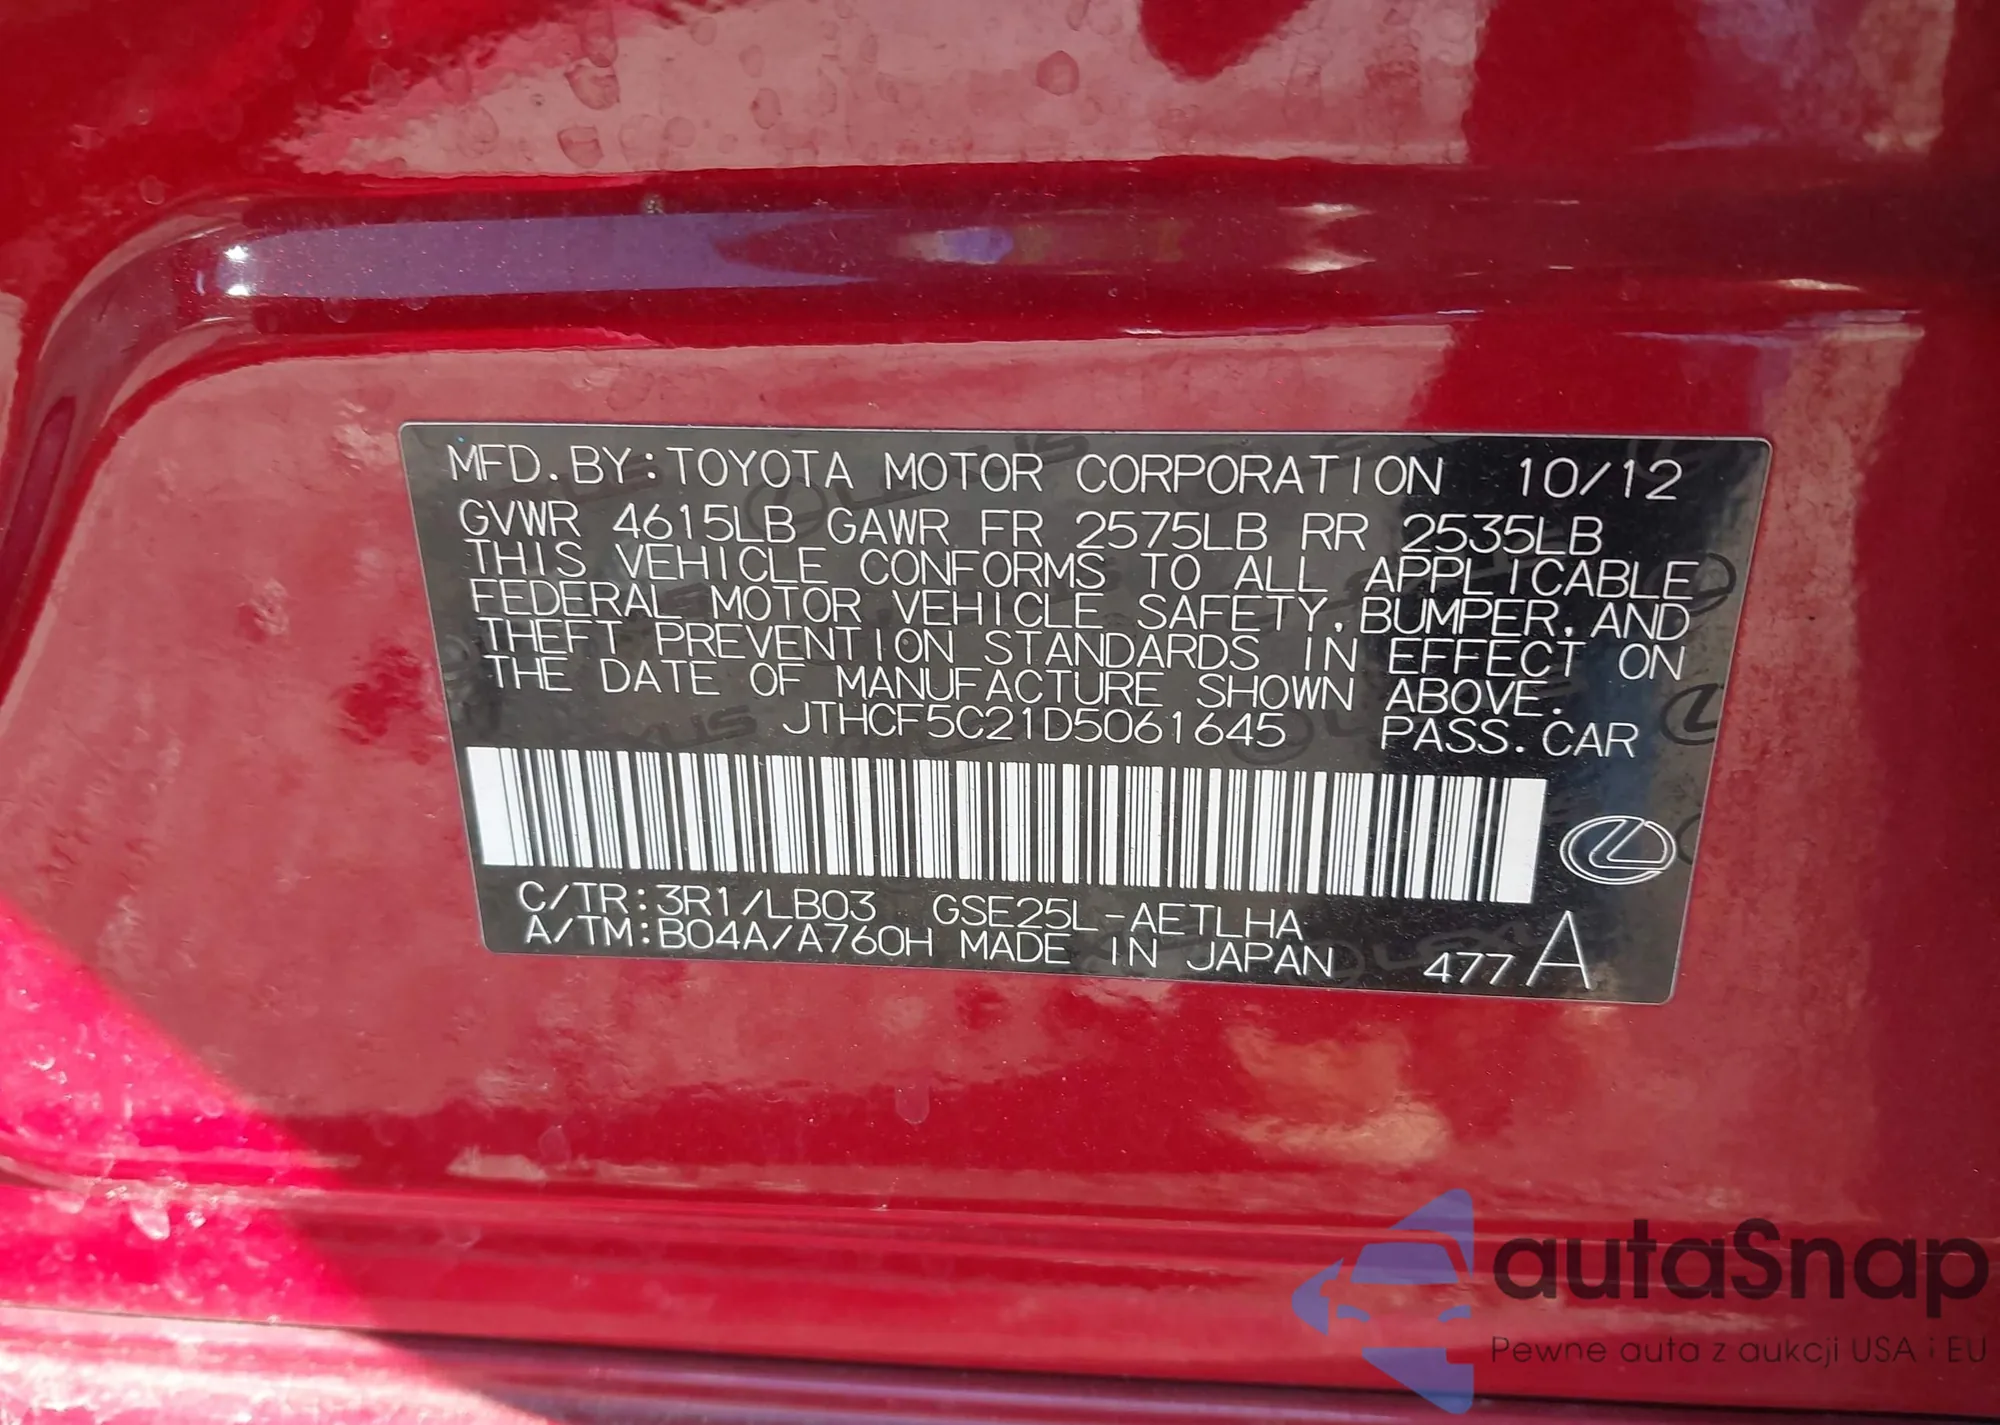 MFD. BY: TOYOTA MOTOR CORPORATION 10/12
GVWR 4615LB GAWR FR 2575LB RR 2535LB
THIS VEHICLE CONFORMS TO ALL APPLICABLE
FEDERAL MOTOR VEHICLE SAFETY, BUMPER, AND
THEFT PREVENTION STANDARDS IN EFFECT ON
THE DATE OF MANUFACTURE SHOWN ABOVE.
JTHCF5C21D5061645 PASS. CAR
C/TR: 3R1/LB03 GSE25L-AETLHA
A/TM: B04A/A760H MADE IN JAPAN 477 A
autaSnap
Pewne auta z aukcji USA i EU